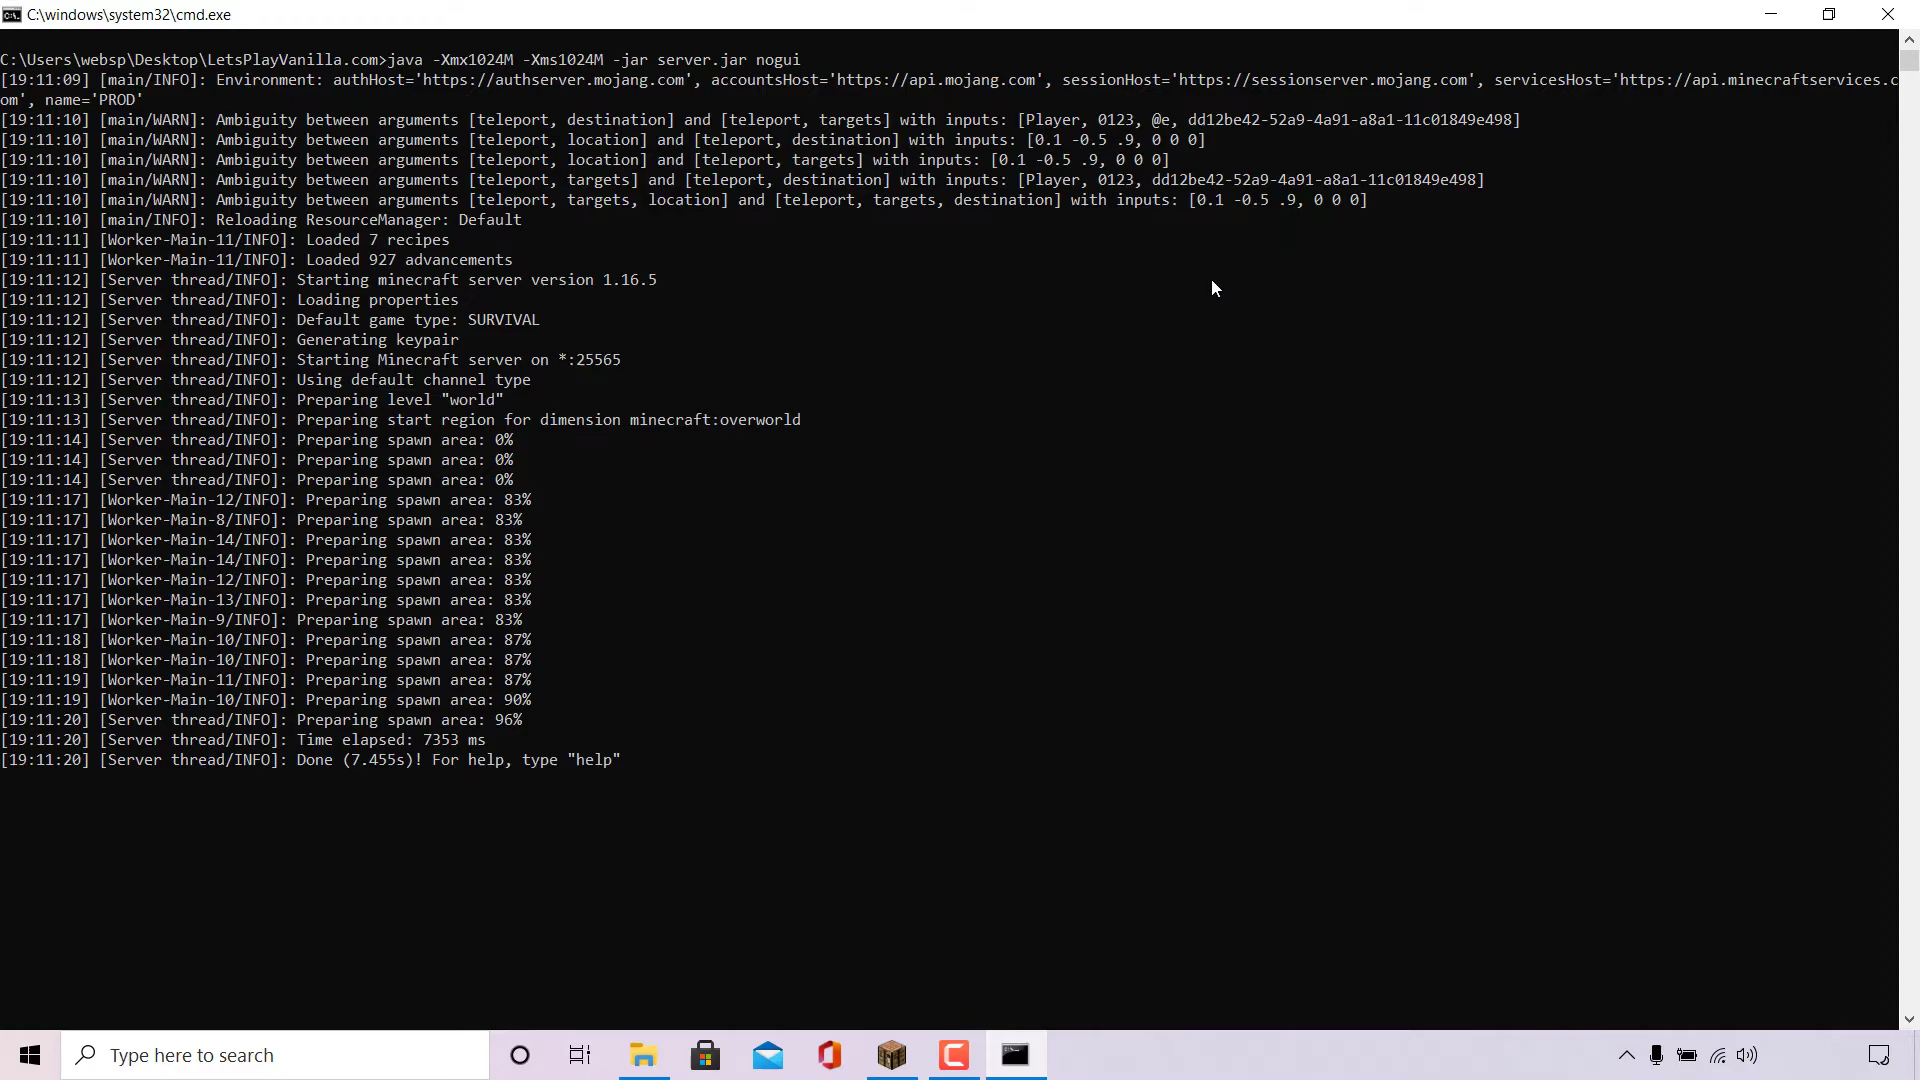 C:\windows\system32\cmd.exe
C:\Users\websp\Desktop\LetsPlayVanilla.com>java -Xmx1024M -Xms1024M -jar server.jar nogui
[19:11:09] [main/INFO]: Environment: authHost='https://authserver.mojang.com', accountsHost='https://api.mojang.com', sessionHost='https://sessionserver.mojang.com', servicesHost='https://api.minecraftservices.c
om', name='PROD'
[19:11:10] [main/WARN]: Ambiguity between arguments [teleport, destination] and [teleport, targets] with inputs: [Player, 0123, @e, dd12be42-52a9-4a91-a8a1-11c01849e498]
[19:11:10] [main/WARN]: Ambiguity between arguments [teleport, location] and [teleport, destination] with inputs: [0.1 -0.5 .9, 0 0 0]
[19:11:10] [main/WARN]: Ambiguity between arguments [teleport, location] and [teleport, targets] with inputs: [0.1 -0.5 .9, 0 0 0]
[19:11:10] [main/WARN]: Ambiguity between arguments [teleport, targets] and [teleport, destination] with inputs: [Player, 0123, dd12be42-52a9-4a91-a8a1-11c01849e498]
[19:11:10] [main/WARN]: Ambiguity between arguments [teleport, targets, location] and [teleport, targets, destination] with inputs: [0.1 -0.5 .9, 0 0 0]
[19:11:10] [main/INFO]: Reloading ResourceManager: Default
[19:11:11] [Worker-Main-11/INFO]: Loaded 7 recipes
[19:11:11] [Worker-Main-11/INFO]: Loaded 927 advancements
[19:11:12] [Server thread/INFO]: Starting minecraft server version 1.16.5
[19:11:12] [Server thread/INFO]: Loading properties
[19:11:12] [Server thread/INFO]: Default game type: SURVIVAL
[19:11:12] [Server thread/INFO]: Generating keypair
[19:11:12] [Server thread/INFO]: Starting Minecraft server on *:25565
[19:11:12] [Server thread/INFO]: Using default channel type
[19:11:13] [Server thread/INFO]: Preparing level "world"
[19:11:13] [Server thread/INFO]: Preparing start region for dimension minecraft:overworld
[19:11:14] [Server thread/INFO]: Preparing spawn area: 0%
[19:11:14] [Server thread/INFO]: Preparing spawn area: 0%
[19:11:14] [Server thread/INFO]: Preparing spawn area: 0%
[19:11:17] [Worker-Main-12/INFO]: Preparing spawn area: 83%
[19:11:17] [Worker-Main-8/INFO]: Preparing spawn area: 83%
[19:11:17] [Worker-Main-14/INFO]: Preparing spawn area: 83%
[19:11:17] [Worker-Main-14/INFO]: Preparing spawn area: 83%
[19:11:17] [Worker-Main-12/INFO]: Preparing spawn area: 83%
[19:11:17] [Worker-Main-13/INFO]: Preparing spawn area: 83%
[19:11:17] [Worker-Main-9/INFO]: Preparing spawn area: 83%
[19:11:18] [Worker-Main-10/INFO]: Preparing spawn area: 87%
[19:11:18] [Worker-Main-10/INFO]: Preparing spawn area: 87%
[19:11:19] [Worker-Main-11/INFO]: Preparing spawn area: 87%
[19:11:19] [Worker-Main-10/INFO]: Preparing spawn area: 90%
[19:11:20] [Server thread/INFO]: Preparing spawn area: 96%
[19:11:20] [Server thread/INFO]: Time elapsed: 7353 ms
[19:11:20] [Server thread/INFO]: Done (7.455s)! For help, type "help"
Type here to search